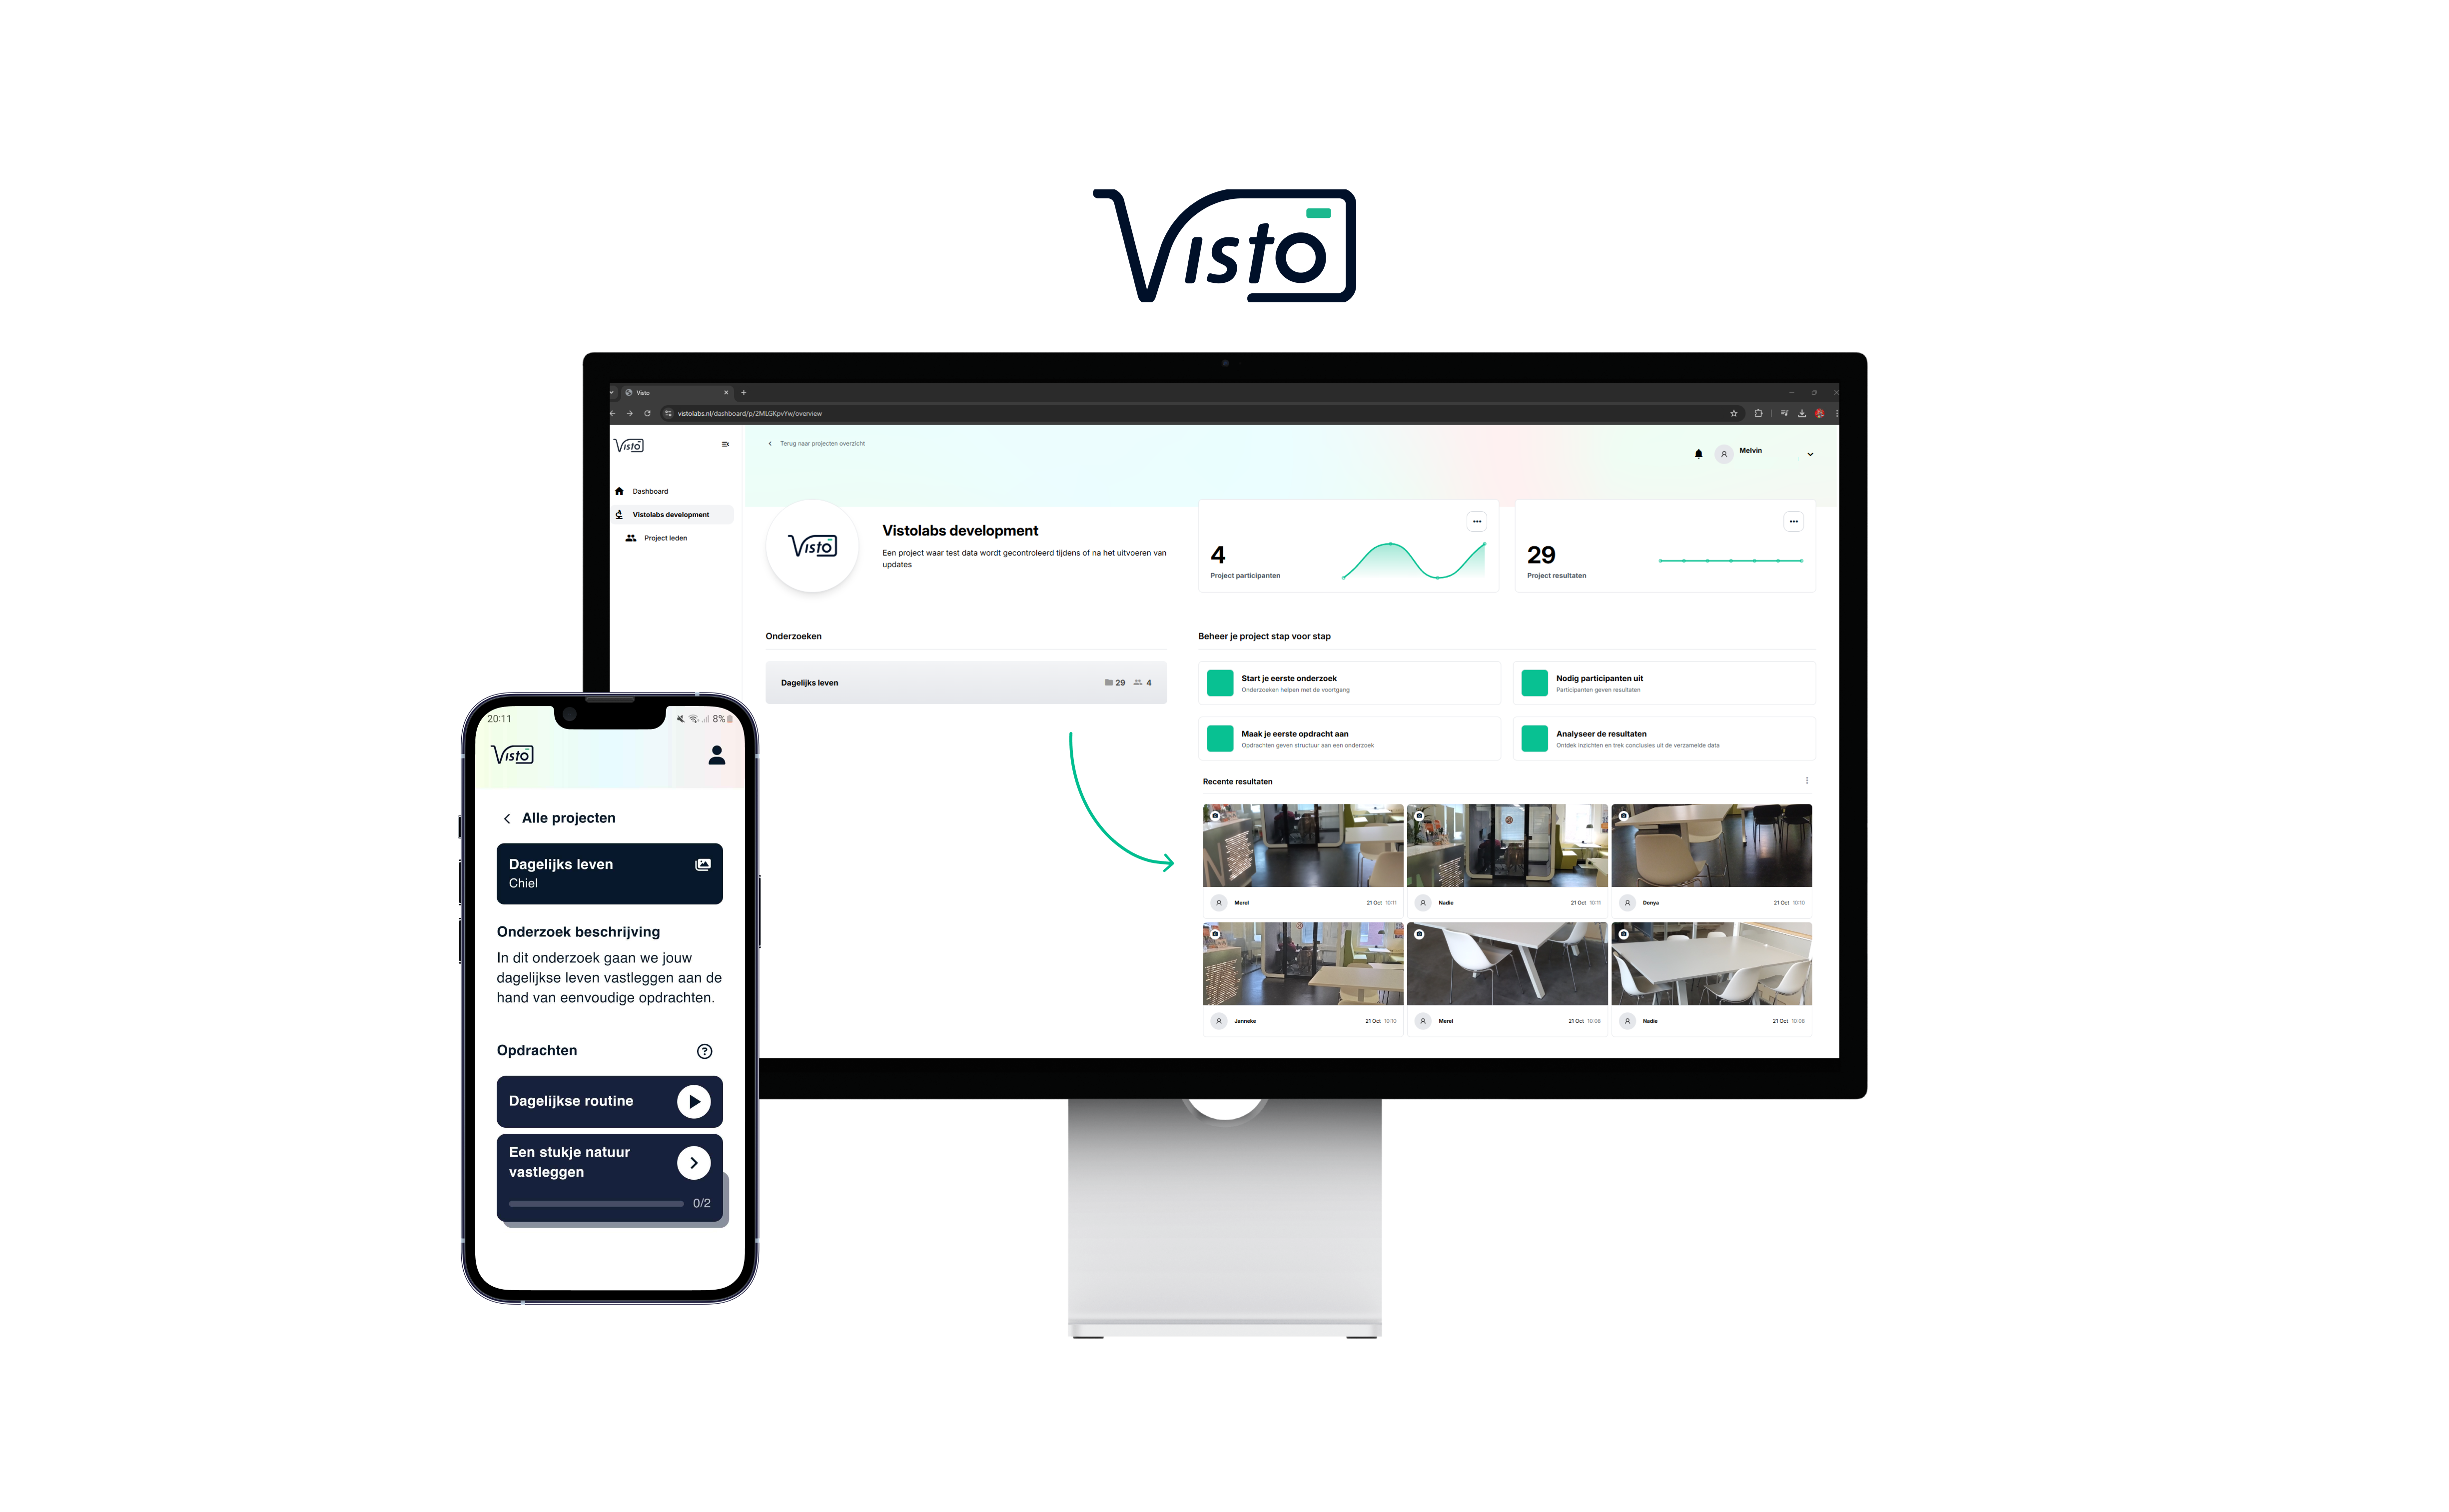 Visto
Visto
vistolabs.nl/dashboard/p/2MLGKpvYw/overview
Visto
Terug naar projecten overzicht
Melvin
Dashboard
Vistolabs development
Project leden
Visto
Vistolabs development
Een project waar test data wordt gecontroleerd tijdens of na het uitvoeren van
updates
4
Project participanten
29
Project resultaten
Onderzoeken
Dagelijks leven
29
4
Beheer je project stap voor stap
Start je eerste onderzoek
Onderzoeken helpen met de voortgang
Nodig participanten uit
Participanten geven resultaten
Maak je eerste opdracht aan
Opdrachten geven structuur aan een onderzoek
Analyseer de resultaten
Ontdek inzichten en trek conclusies uit de verzamelde data
Recente resultaten
Merel 21 Oct 10:11
Nadie 21 Oct 10:11
Donya 21 Oct 10:10
Janneke 21 Oct 10:10
Merel 21 Oct 10:08
Nadie 21 Oct 10:08
20:11
8%
Visto
Alle projecten
Dagelijks leven
Chiel
Onderzoek beschrijving
In dit onderzoek gaan we jouw
dagelijkse leven vastleggen aan de
hand van eenvoudige opdrachten.
Opdrachten
Dagelijkse routine
Een stukje natuur
vastleggen
0/2